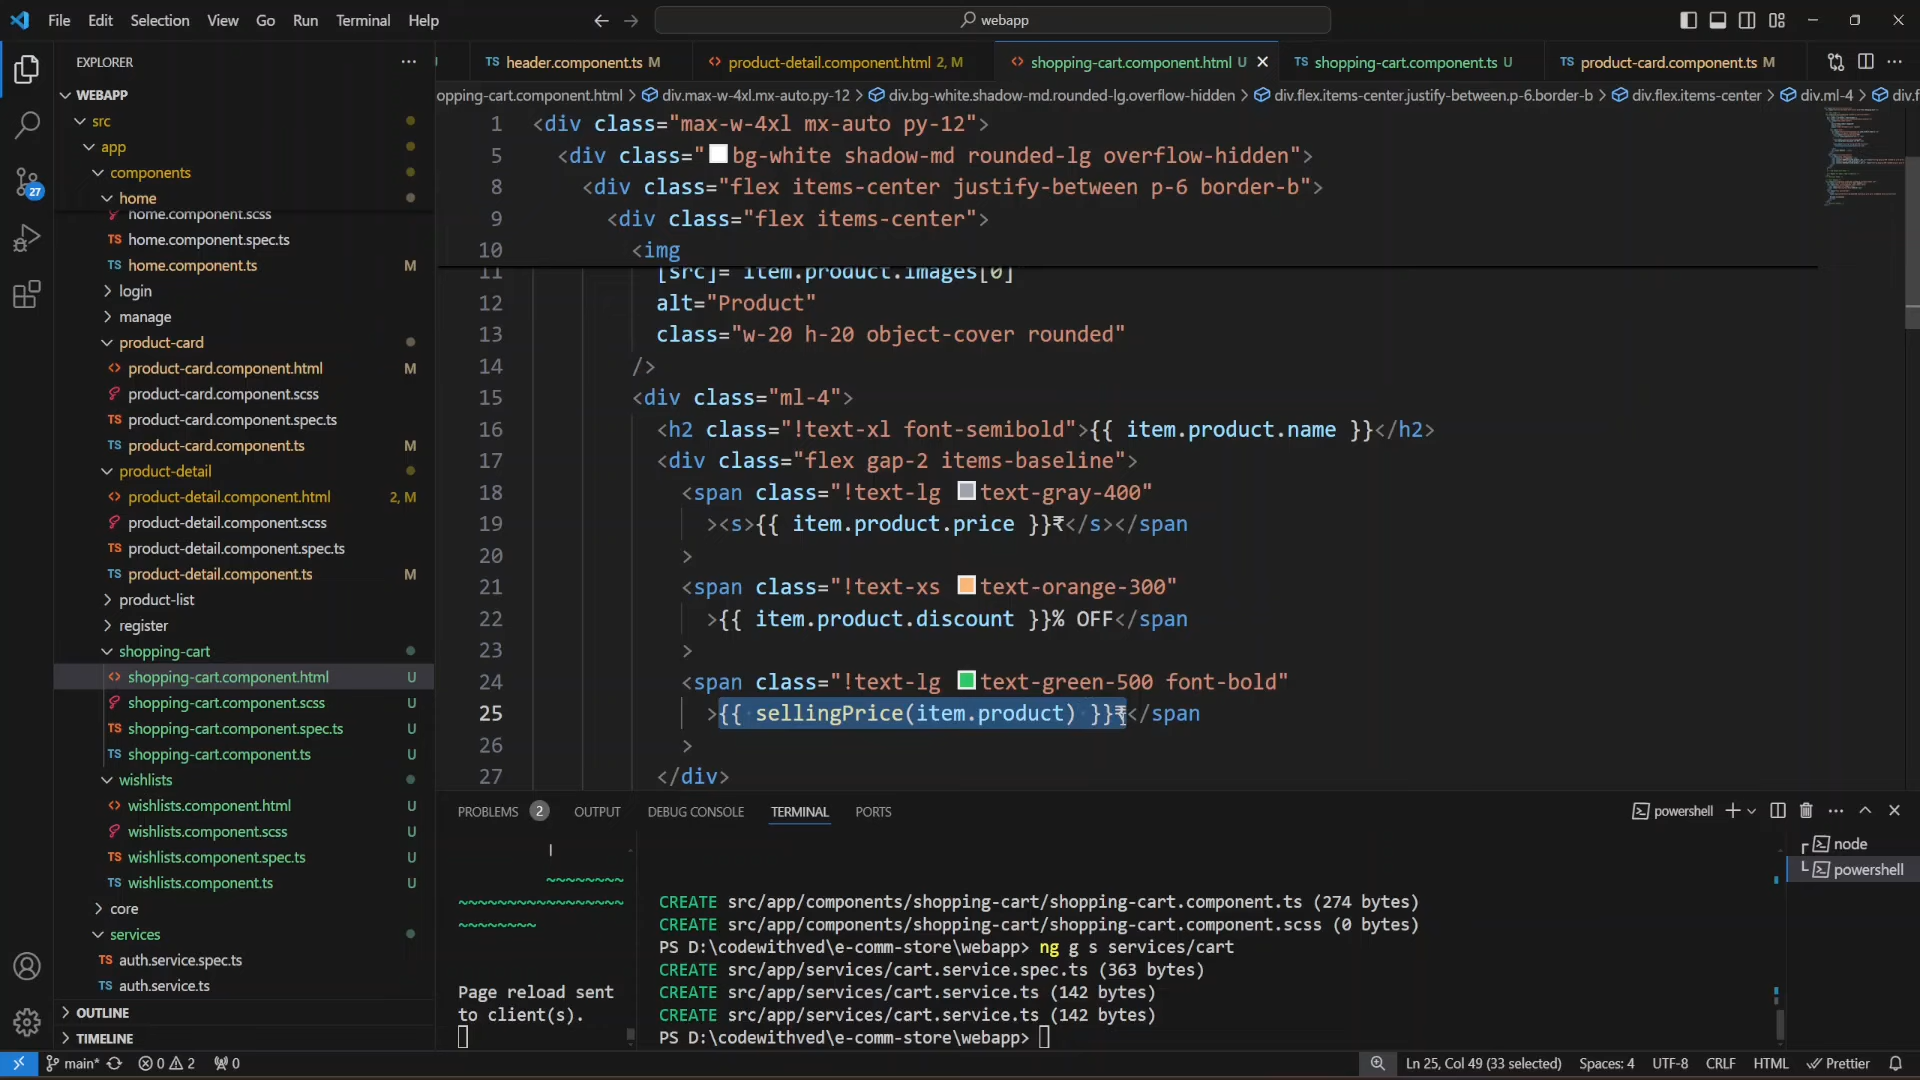 File Edit Selection View Go Run Terminal Help
webapp
EXPLORER
WEBAPP
src
app
components
home
home.component.scss
home.component.spec.ts
TS home.component.ts M
login
manage
product-card
product-card.component.html M
product-card.component.scss
TS product-card.component.spec.ts
TS product-card.component.ts M
product-detail
product-detail.component.html 2, M
product-detail.component.scss
TS product-detail.component.spec.ts
TS product-detail.component.ts M
product-list
register
shopping-cart
shopping-cart.component.html U
shopping-cart.component.scss U
TS shopping-cart.component.spec.ts U
TS shopping-cart.component.ts U
wishlists
wishlists.component.html U
wishlists.component.scss U
TS wishlists.component.spec.ts U
TS wishlists.component.ts U
core
services
TS auth.service.spec.ts
TS auth.service.ts
OUTLINE
TIMELINE
27
TS header.component.ts M
product-detail.component.html 2, M
shopping-cart.component.html U
TS shopping-cart.component.ts U
TS product-card.component.ts M
opping-cart.component.html > div.max-w-4xl.mx-auto.py-12 > div.bg-white.shadow-md.rounded-lg.overflow-hidden > div.flex.items-center.justify-between.p-6.border-b > div.flex.items-center > div.ml-4 > div.f
1 <div class="max-w-4xl mx-auto py-12">
5 <div class="bg-white shadow-md rounded-lg overflow-hidden">
8 <div class="flex items-center justify-between p-6 border-b">
9 <div class="flex items-center">
10 <img
11 [src]="item.product.images[0]
12 alt="Product"
13 class="w-20 h-20 object-cover rounded"
14 />
15 <div class="ml-4">
16 <h2 class="!text-xl font-semibold">{{ item.product.name }}</h2>
17 <div class="flex gap-2 items-baseline">
18 <span class="!text-lg text-gray-400"
19 ><s>{{ item.product.price }}₹</s></span
20 >
21 <span class="!text-xs text-orange-300"
22 >{{ item.product.discount }}% OFF</span
23 >
24 <span class="!text-lg text-green-500 font-bold"
25 >{{ sellingPrice(item.product) }}₹</span
26 >
27 </div>
PROBLEMS 2 OUTPUT DEBUG CONSOLE TERMINAL PORTS
powershell
|
~~~~~~~~
~~~~~~~~~~~~~~~~~
~~~~~~~~
Page reload sent
to client(s).
CREATE src/app/components/shopping-cart/shopping-cart.component.ts (274 bytes)
CREATE src/app/components/shopping-cart/shopping-cart.component.scss (0 bytes)
PS D:\codewithved\e-comm-store\webapp> ng g s services/cart
CREATE src/app/services/cart.service.spec.ts (363 bytes)
CREATE src/app/services/cart.service.ts (142 bytes)
CREATE src/app/services/cart.service.ts (142 bytes)
PS D:\codewithved\e-comm-store\webapp>
node
powershell
main* 0 2 0
Ln 25, Col 49 (33 selected) Spaces: 4 UTF-8 CRLF HTML Prettier